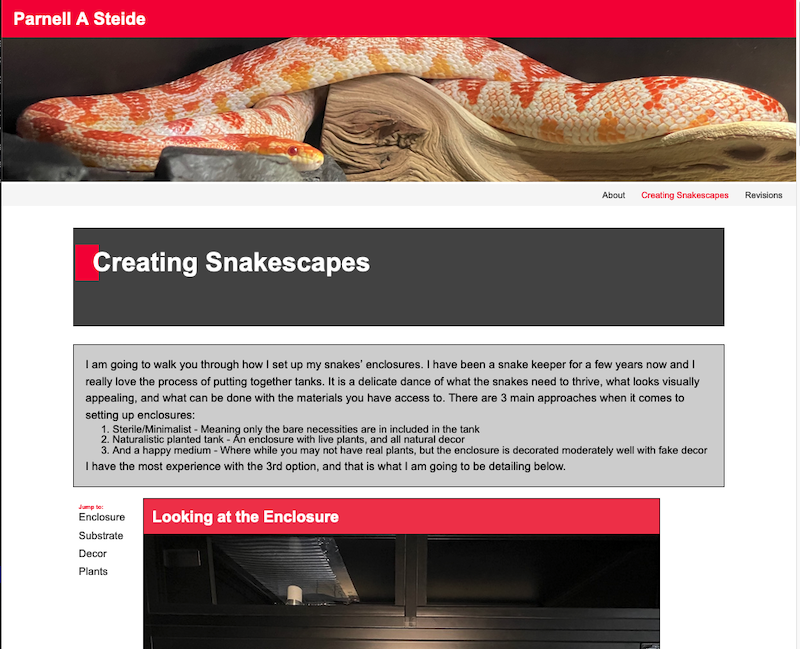 Parnell A Steide
About Creating Snakescapes Revisions
Creating Snakescapes
I am going to walk you through how I set up my snakes’ enclosures. I have been a snake keeper for a few years now and I
really love the process of putting together tanks. It is a delicate dance of what the snakes need to thrive, what looks visually
appealing, and what can be done with the materials you have access to. There are 3 main approaches when it comes to
setting up enclosures:
1. Sterile/Minimalist - Meaning only the bare necessities are in included in the tank
2. Naturalistic planted tank - An enclosure with live plants, and all natural decor
3. And a happy medium - Where while you may not have real plants, but the enclosure is decorated moderately well with fake decor
I have the most experience with the 3rd option, and that is what I am going to be detailing below.
Jump to:
Enclosure
Substrate
Decor
Plants
Looking at the Enclosure